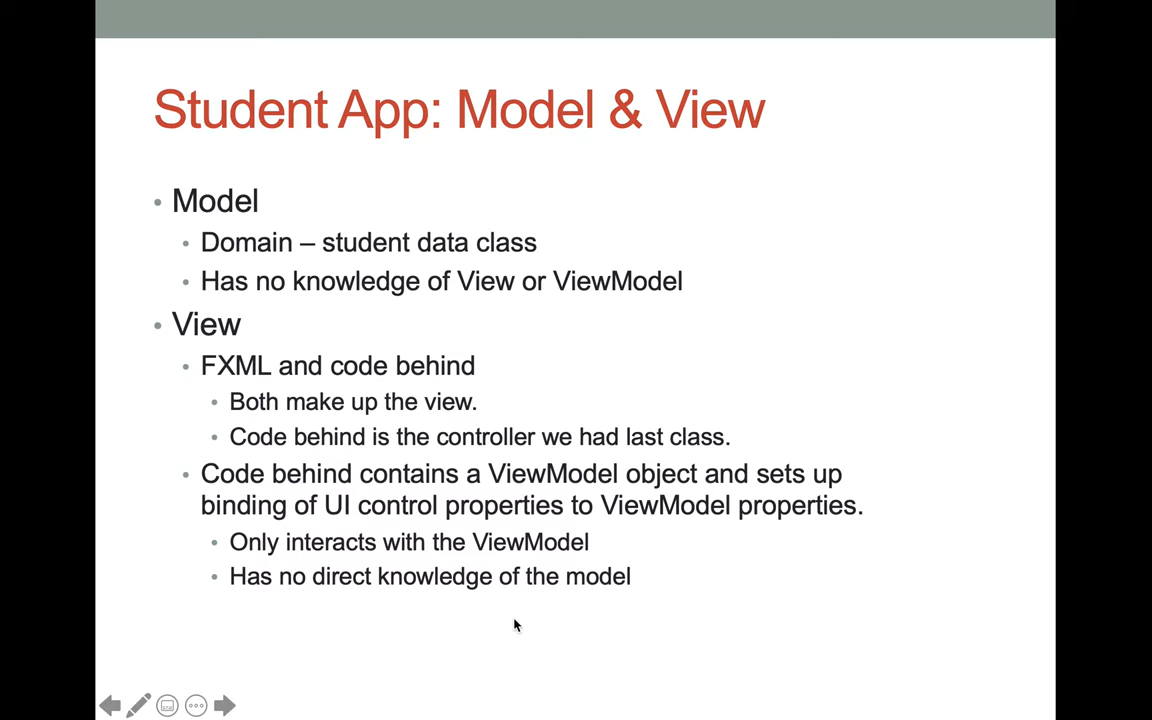 Student App: Model & View
• Model
• Domain – student data class
• Has no knowledge of View or ViewModel
• View
• FXML and code behind
• Both make up the view.
• Code behind is the controller we had last class.
• Code behind contains a ViewModel object and sets up
binding of UI control properties to ViewModel properties.
• Only interacts with the ViewModel
• Has no direct knowledge of the model